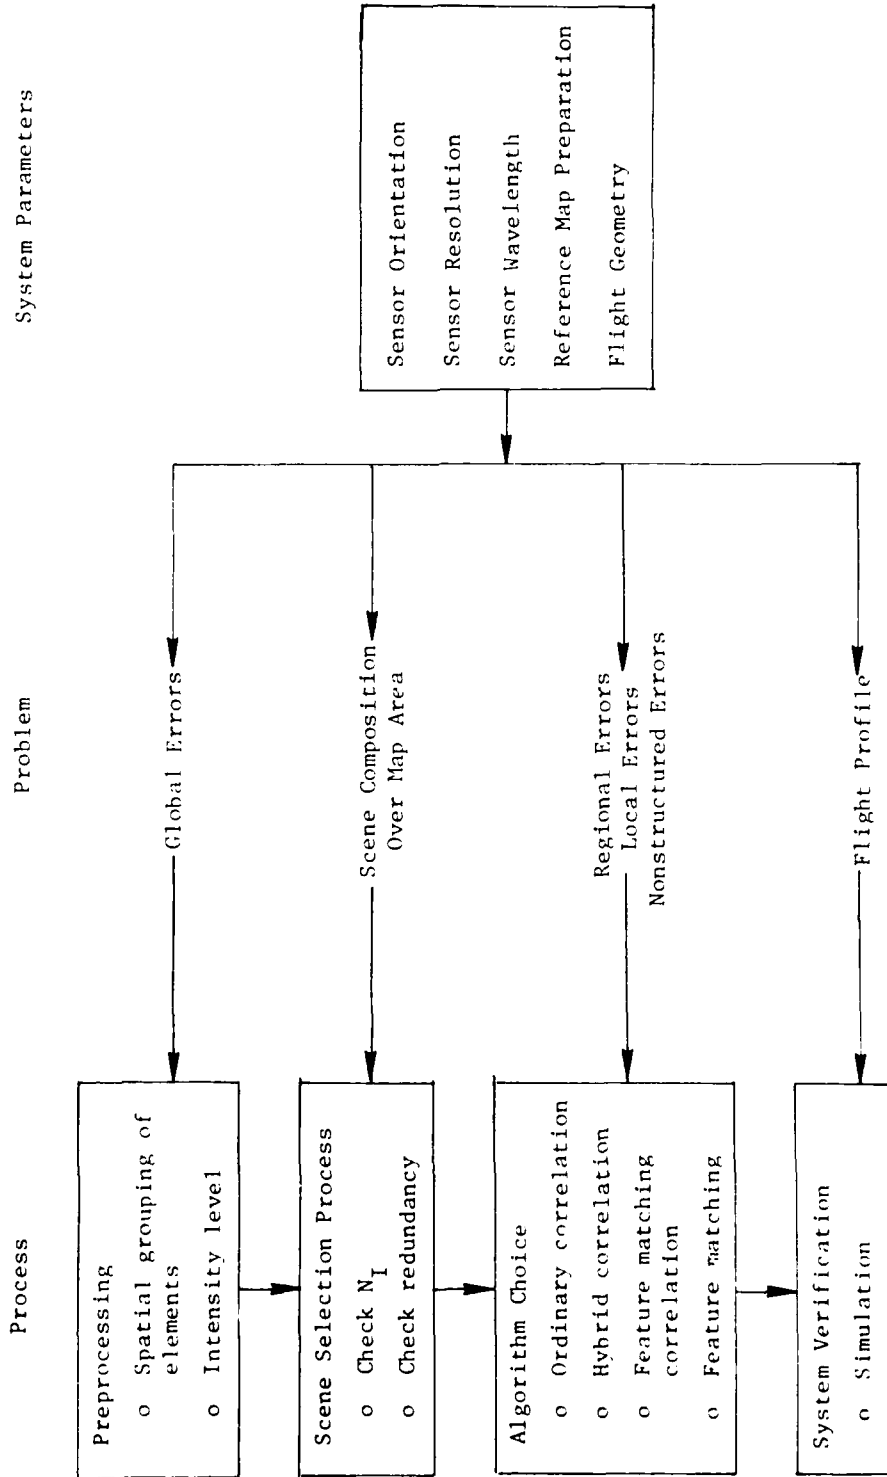 Process
Problem
System Parameters
Preprocessing
o Spatial grouping of
elements
o Intensity level
Global Errors
Scene Selection Process
o Check N_I
o Check redundancy
Scene Composition
Over Map Area
Algorithm Choice
o Ordinary correlation
o Hybrid correlation
o Feature matching
correlation
o Feature matching
Regional Errors
Local Errors
Nonstructured Errors
System Verification
o Simulation
Flight Profile
Sensor Orientation
Sensor Resolution
Sensor Wavelength
Reference Map Preparation
Flight Geometry